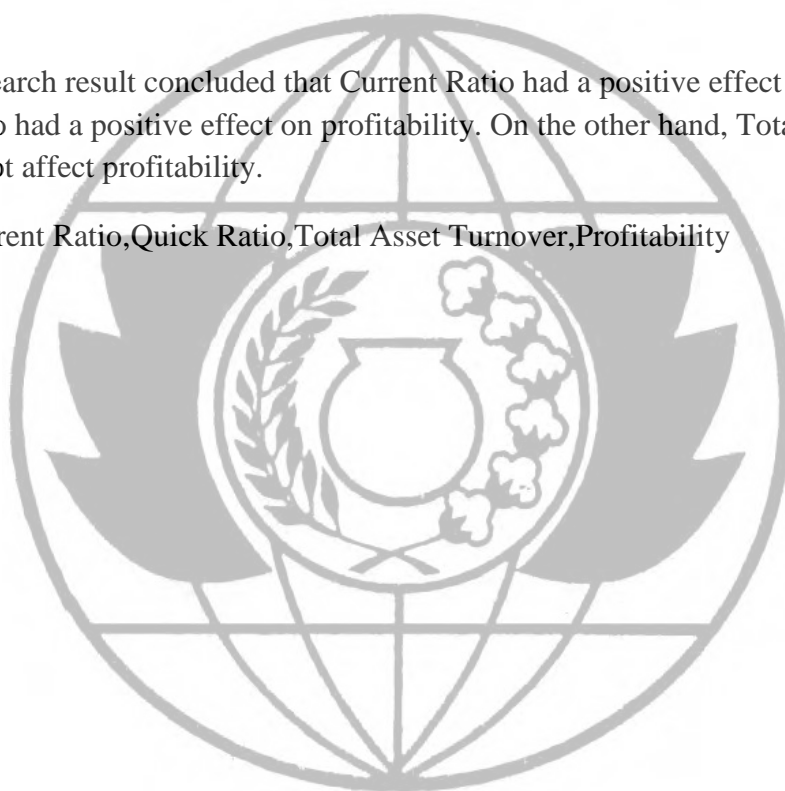 earch result concluded that Current Ratio had a positive effect
o had a positive effect on profitability. On the other hand, Tota
ot affect profitability.
rent Ratio,Quick Ratio,Total Asset Turnover,Profitability